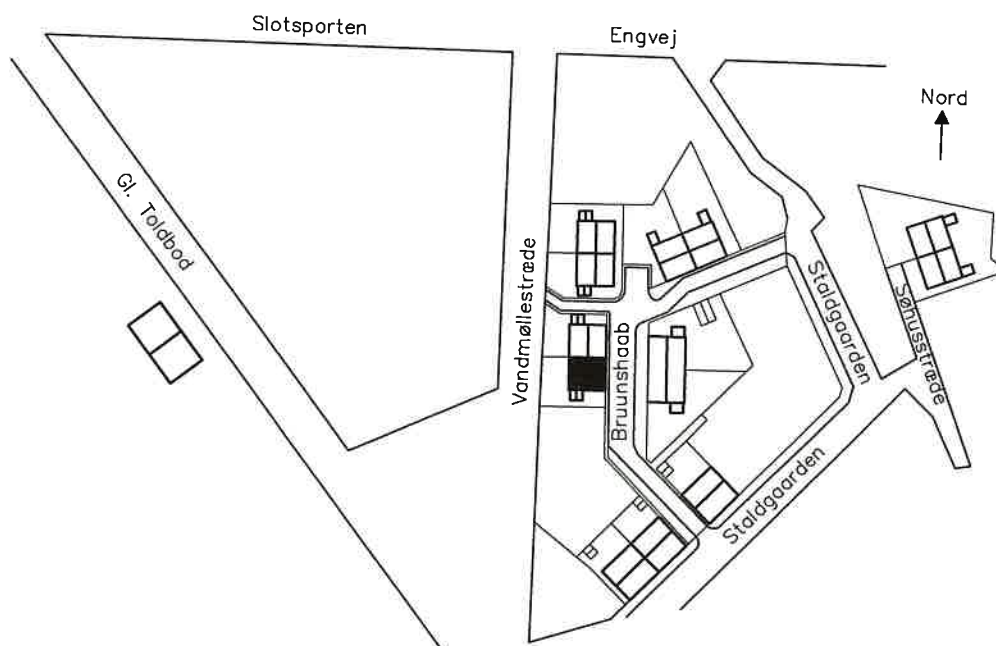 Slotsporten
Engvej
Nord
Gl. Toldbod
Vandmøllestræde
Bruunshaab
Staldgaarden
Søhusstræde
Staldgaarden